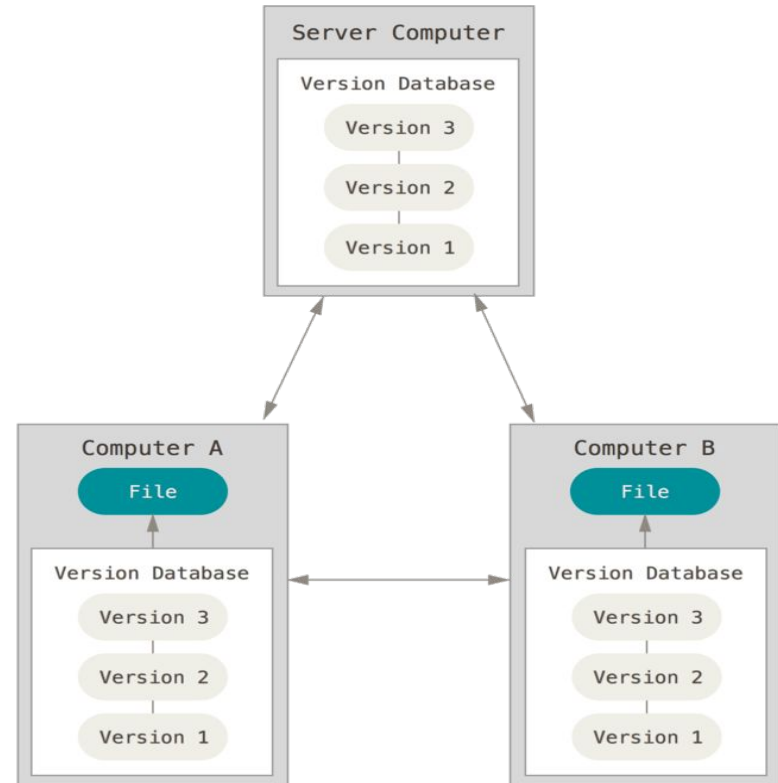 Server Computer
Version Database
Version 3
Version 2
Version 1
Computer A
File
Version Database
Version 3
Version 2
Version 1
Computer B
File
Version Database
Version 3
Version 2
Version 1